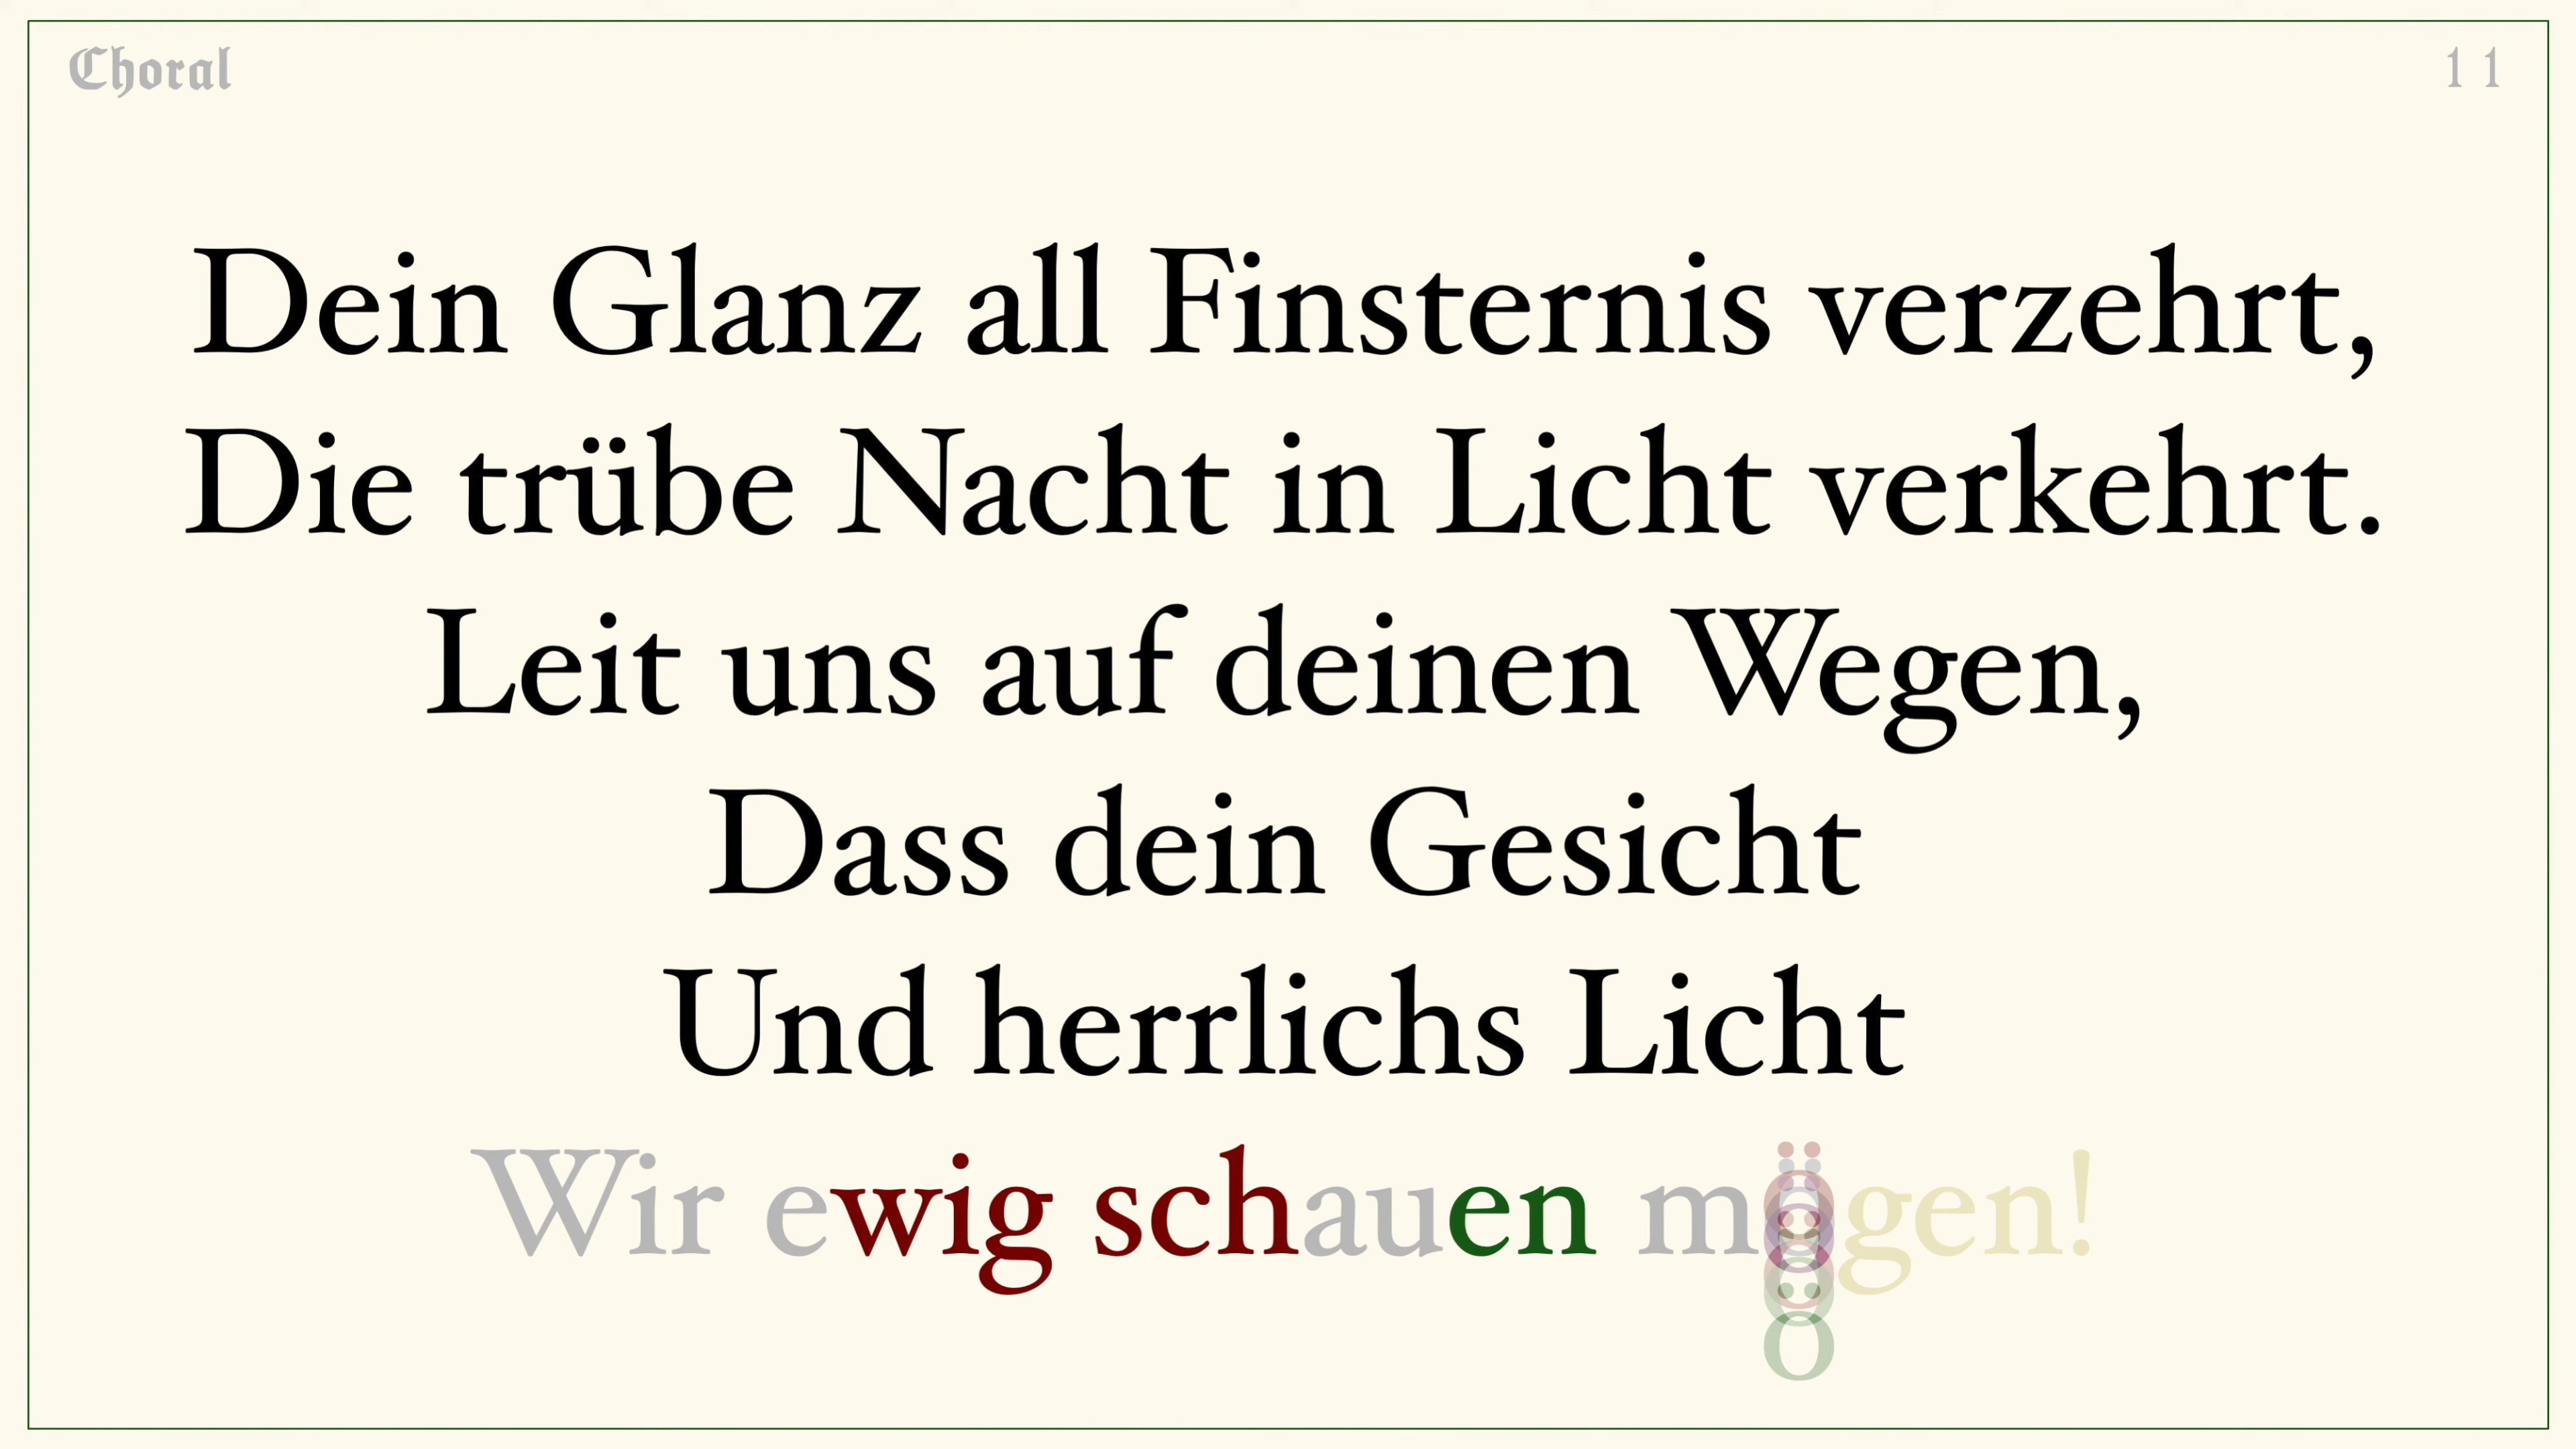 Choral
11
Dein Glanz all Finsternis verzehrt,
Die trübe Nacht in Licht verkehrt.
Leit uns auf deinen Wegen,
Dass dein Gesicht
Und herrlichs Licht
Wir ewig schauen mögen!